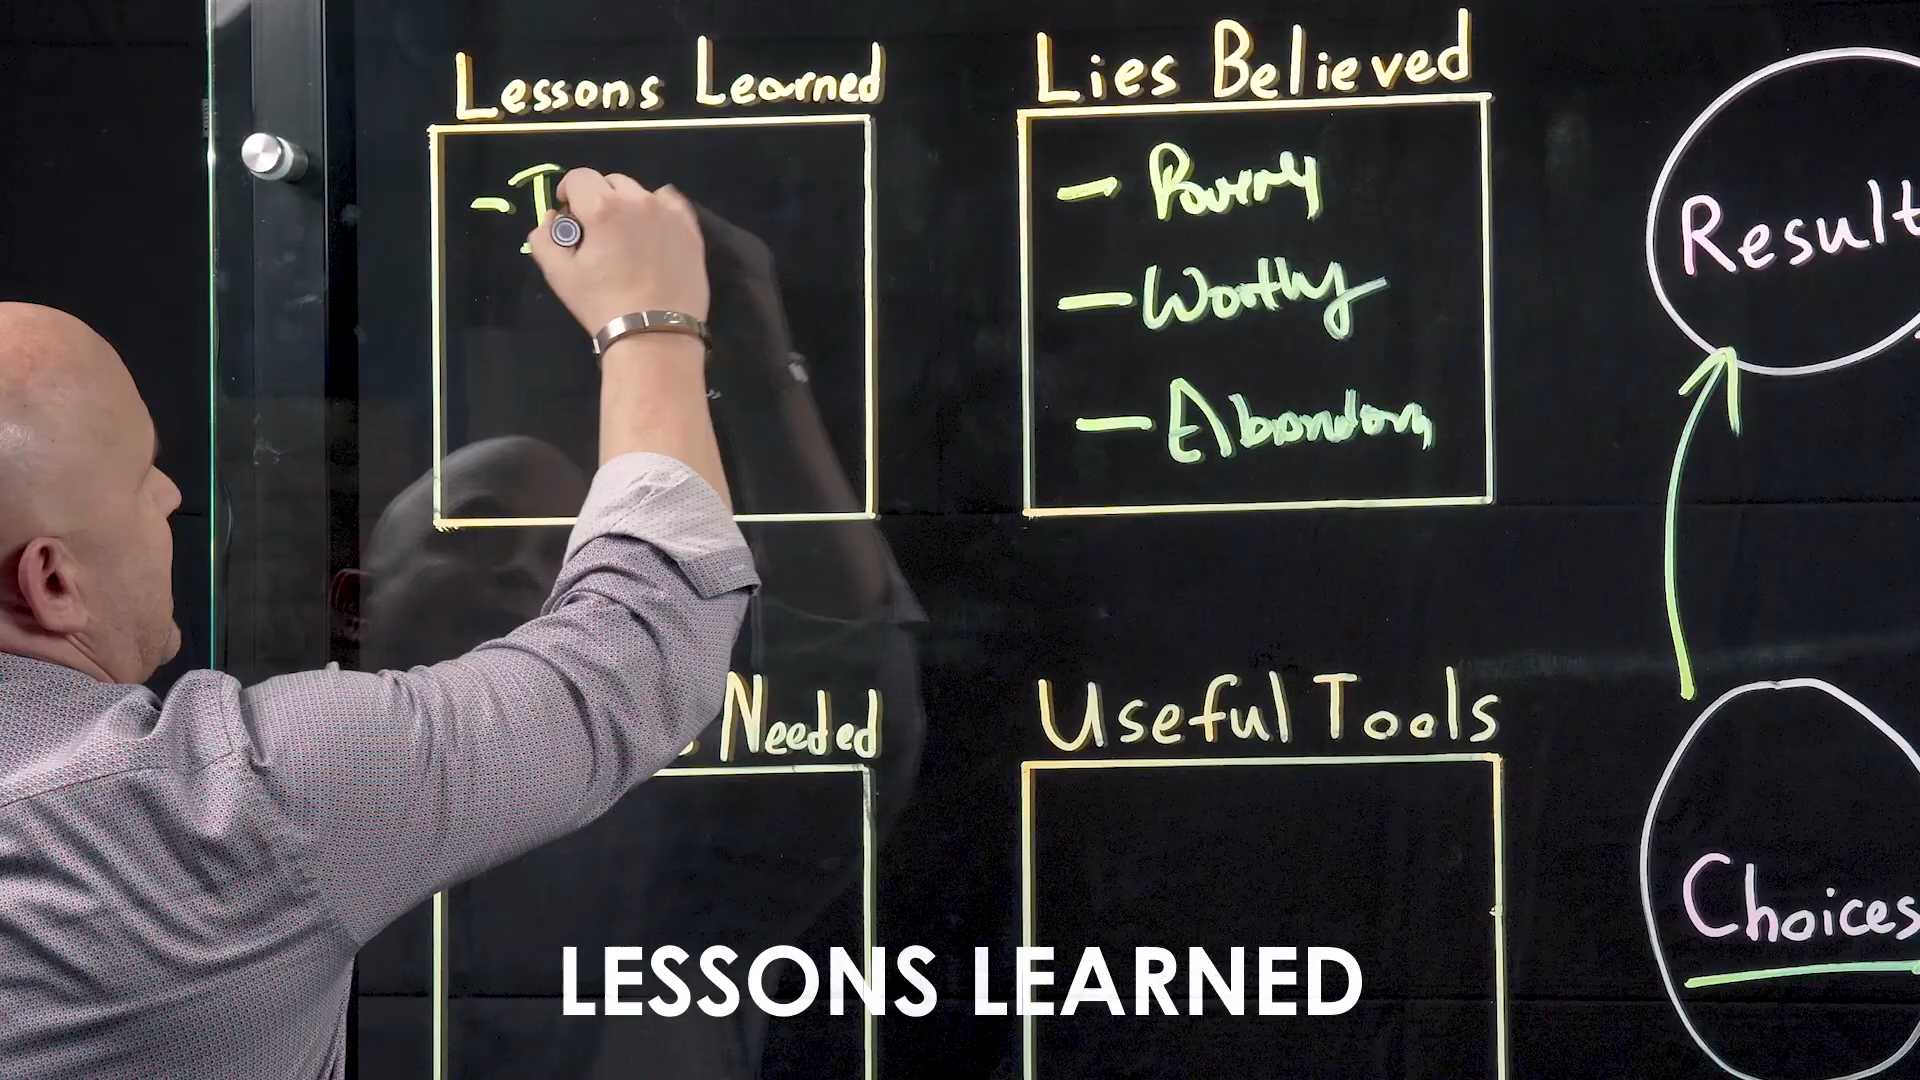 Lessons Learned
Lies Believed
- Poverty
- Worthy
- Abandon
Result
Needed
Useful Tools
Choices
LESSONS LEARNED